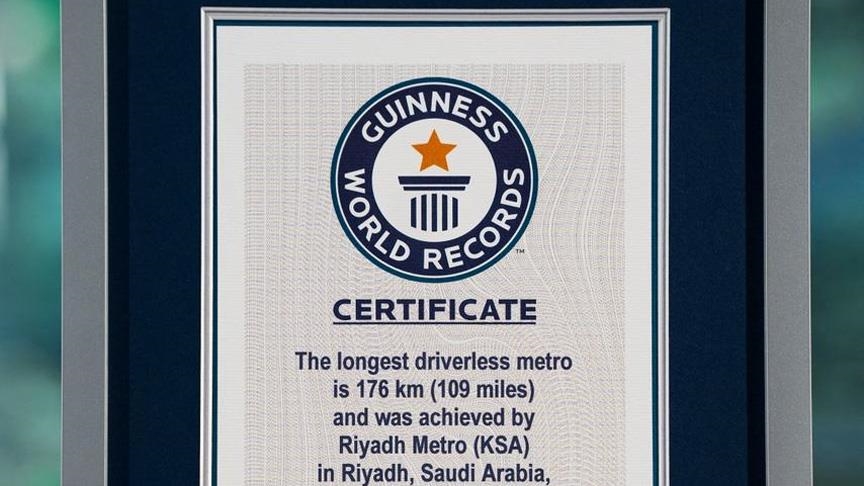 GUINNESS
WORLD RECORDS
™
CERTIFICATE
The longest driverless metro
is 176 km (109 miles)
and was achieved by
Riyadh Metro (KSA)
in Riyadh, Saudi Arabia,